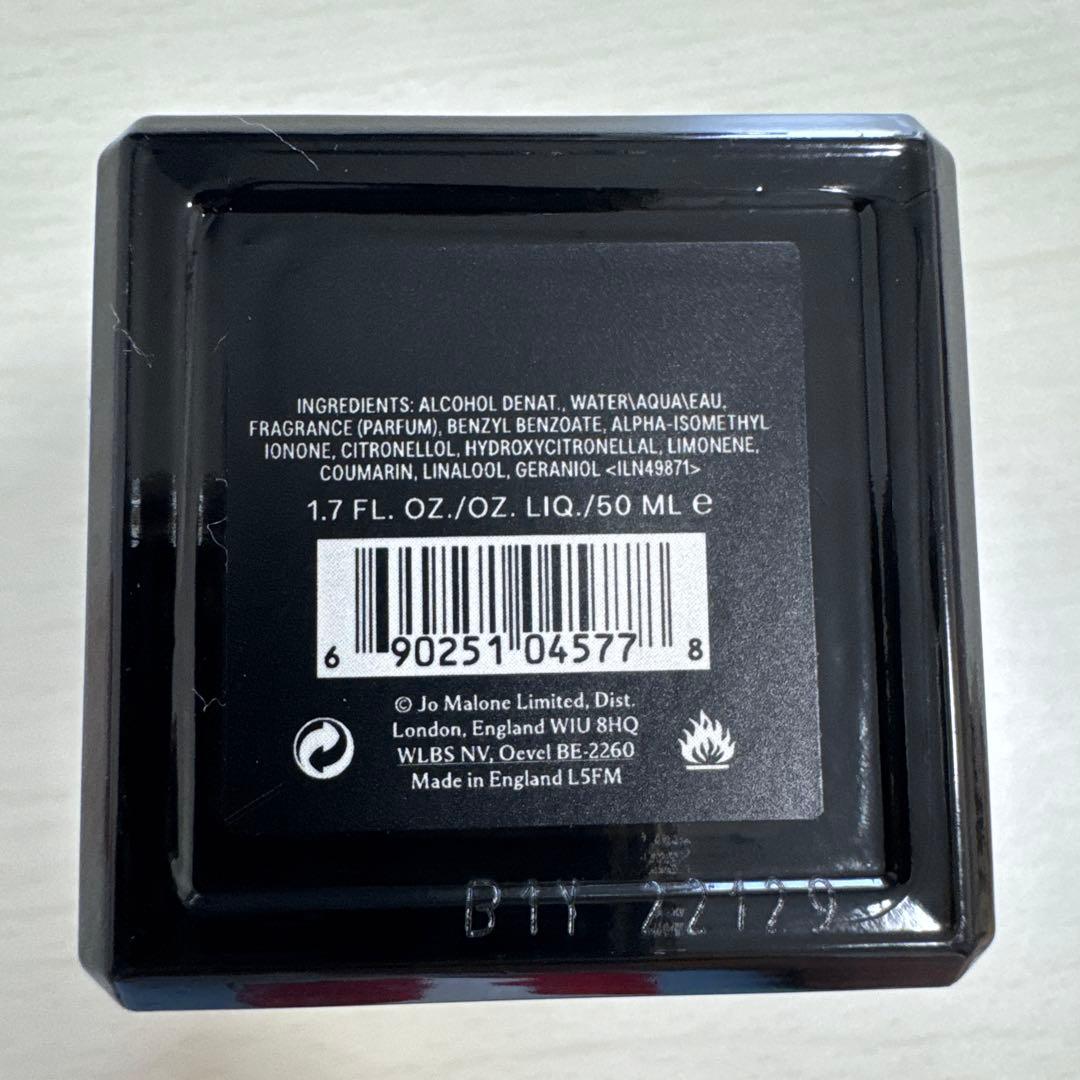 INGREDIENTS: ALCOHOL DENAT., WATER\AQUA\EAU,
FRAGRANCE (PARFUM), BENZYL BENZOATE, ALPHA-ISOMETHYL
IONONE, CITRONELLOL, HYDROXYCITRONELLAL, LIMONENE,
COUMARIN, LINALOOL, GERANIOL <ILN49871>
1.7 FL. OZ./OZ. LIQ./50 ML ℮
6 90251 04577 8
© Jo Malone Limited, Dist.
London, England W1U 8HQ
WLBS NV, Oevel BE-2260
Made in England L5FM
B1Y 22129